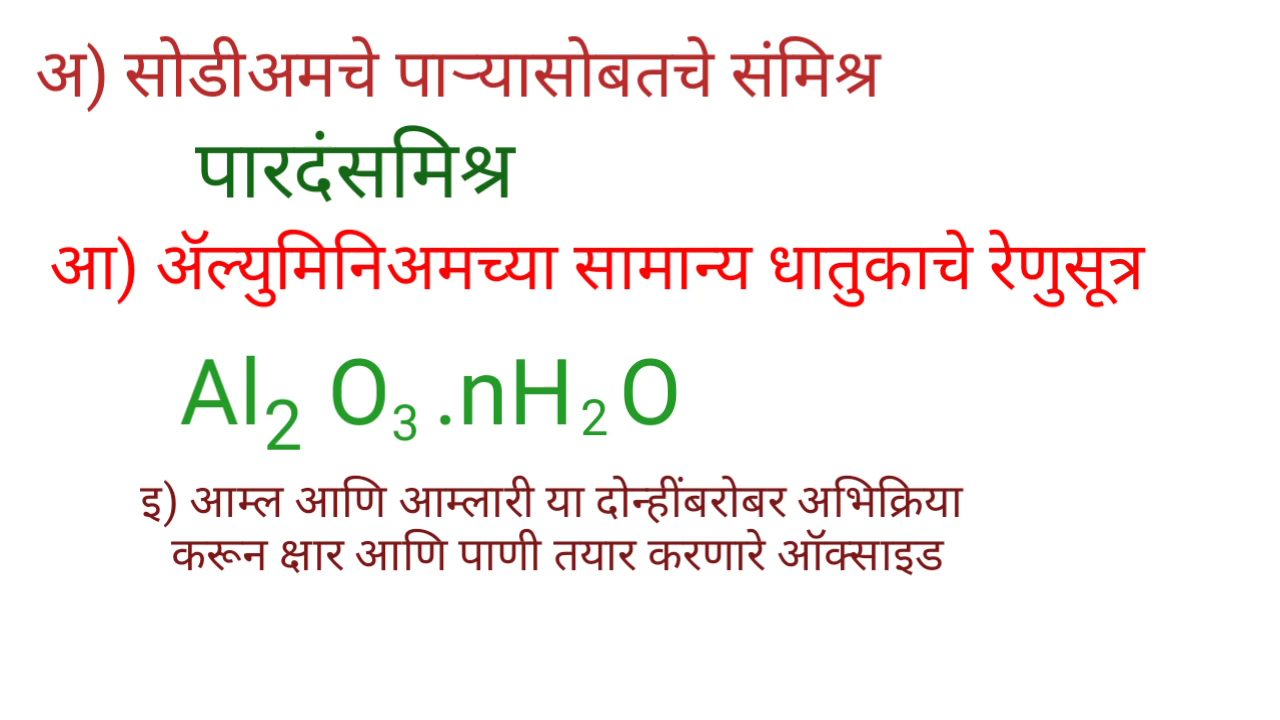 अ) सोडीअमचे पाऱ्यासोबतचे संमिश्र
पारदंसमिश्र
आ) ॲल्युमिनिअमच्या सामान्य धातुकाचे रेणुसूत्र
Al₂ O₃ .nH₂O
इ) आम्ल आणि आम्लारी या दोन्हींबरोबर अभिक्रिया
करून क्षार आणि पाणी तयार करणारे ऑक्साइड